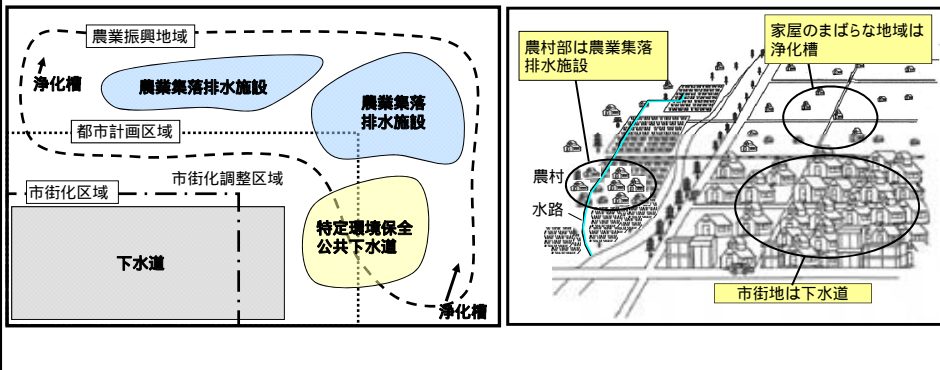 農業振興地域
浄化槽
農業集落排水施設
農業集落
排水施設
都市計画区域
市街化区域
市街化調整区域
特定環境保全
公共下水道
下水道
浄化槽
農村部は農業集落
排水施設
家屋のまばらな地域は
浄化槽
農村
水路
市街地は下水道